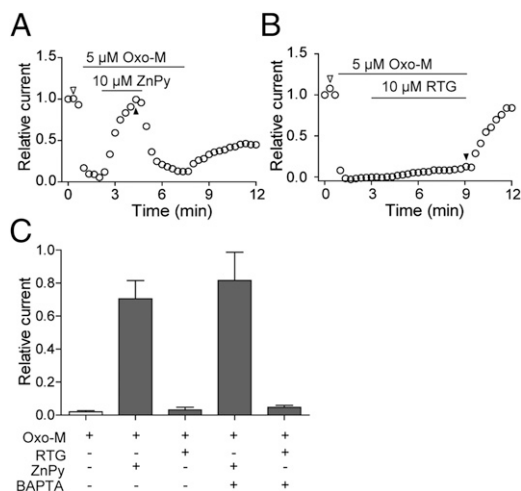 A
5 μM Oxo-M
10 μM ZnPy
Relative current
1.5
1.0
0.5
0.0
0 3 6 9 12
Time (min)
B
5 μM Oxo-M
10 μM RTG
Relative current
1.5
1.0
0.5
0.0
0 3 6 9 12
Time (min)
C
Relative current
1.0
0.8
0.6
0.4
0.2
0.0
Oxo-M + + + + +
RTG - - + - +
ZnPy - + - + -
BAPTA - - - + +